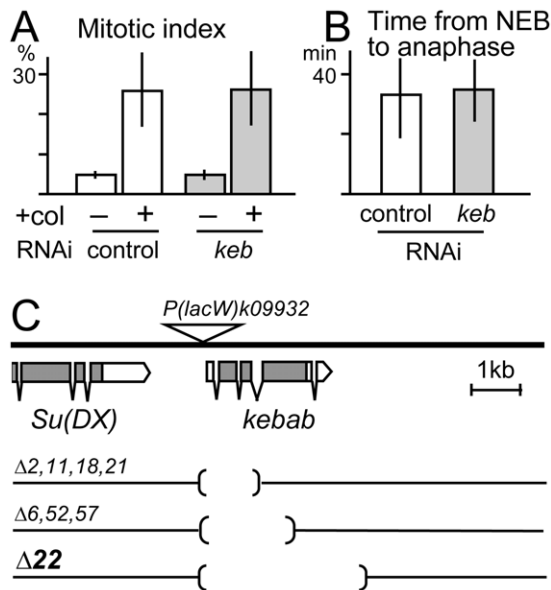 A Mitotic index
%
30
+col – + – +
RNAi control keb
B Time from NEB
to anaphase
min
40
control keb
RNAi
C
P(lacW)k09932
1kb
Su(DX) kebab
Δ2,11,18,21
Δ6,52,57
Δ22